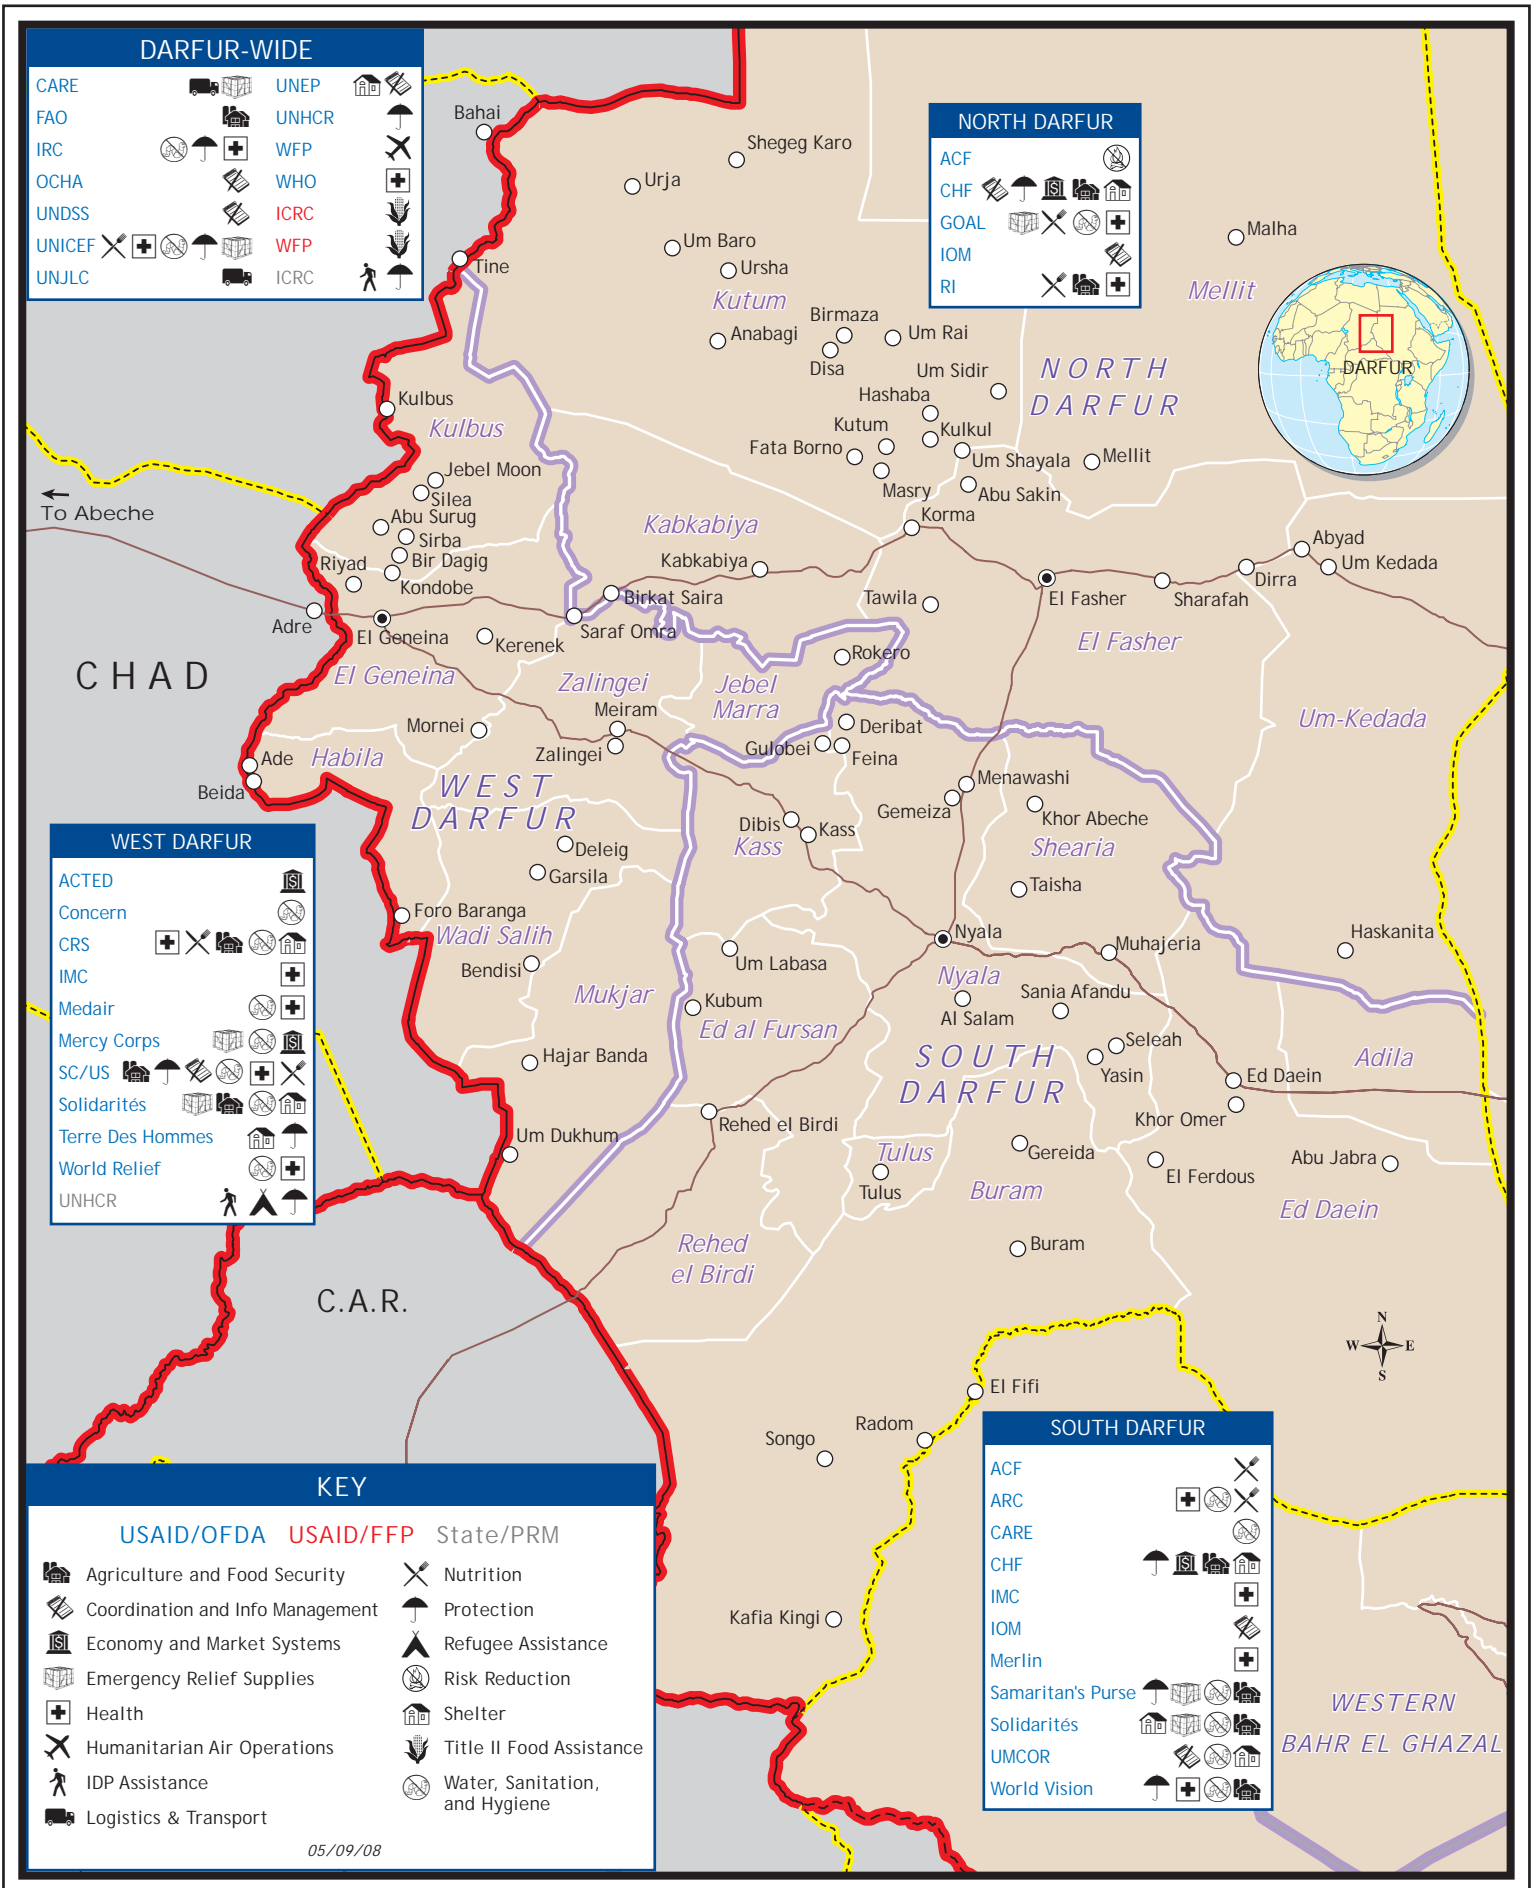 DARFUR-WIDE
CARE
FAO
IRC
OCHA
UNDSS
UNICEF
UNJLC
UNEP
UNHCR
WFP
WHO
ICRC
WFP
ICRC
NORTH DARFUR
ACF
CHF
GOAL
IOM
RI
Bahai
Shegeg Karo
Urja
Malha
Um Baro
Ursha
Tine
Kutum
Mellit
Anabagi
Birmaza
Um Rai
Disa
DARFUR
NORTH
DARFUR
Um Sidir
Hashaba
Kulbus
Kulbus
Kutum
Kulkul
Fata Borno
Um Shayala
Mellit
Masry
Abu Sakin
Jebel Moon
Silea
To Abeche
Abu Surug
Sirba
Kabkabiya
Korma
Abyad
Bir Dagig
Riyad
Kabkabiya
Um Kedada
Kondobe
Dirra
Birkat Saira
Tawila
El Fasher
Sharafah
Adre
El Geneina
Kerenek
Saraf Omra
El Fasher
Rokero
CHAD
El Geneina
Zalingei
Jebel
Marra
Meiram
Um-Kedada
Mornei
Deribat
Zalingei
Gulobei
Feina
Ade
Habila
Beida
WEST
DARFUR
Menawashi
Gemeiza
Khor Abeche
Dibis
Kass
Kass
Shearia
Deleig
Garsila
Taisha
Foro Baranga
Wadi Salih
Nyala
Muhajeria
Haskanita
Bendisi
Um Labasa
Nyala
Mukjar
Kubum
Sania Afandu
Al Salam
Ed al Fursan
Seleah
Yasin
SOUTH
DARFUR
Adila
Hajar Banda
Ed Daein
Khor Omer
Rehed el Birdi
Um Dukhum
Tulus
Tulus
Gereida
El Ferdous
Abu Jabra
Buram
Ed Daein
Rehed
el Birdi
Buram
C.A.R.
N
W
E
S
El Fifi
Radom
Songo
Kafia Kingi
WESTERN
BAHR EL GHAZAL
WEST DARFUR
ACTED
Concern
CRS
IMC
Medair
Mercy Corps
SC/US
Solidarités
Terre Des Hommes
World Relief
UNHCR
SOUTH DARFUR
ACF
ARC
CARE
CHF
IMC
IOM
Merlin
Samaritan's Purse
Solidarités
UMCOR
World Vision
KEY
USAID/OFDA USAID/FFP State/PRM
Agriculture and Food Security
Coordination and Info Management
Economy and Market Systems
Emergency Relief Supplies
Health
Humanitarian Air Operations
IDP Assistance
Logistics & Transport
Nutrition
Protection
Refugee Assistance
Risk Reduction
Shelter
Title II Food Assistance
Water, Sanitation,
and Hygiene
05/09/08